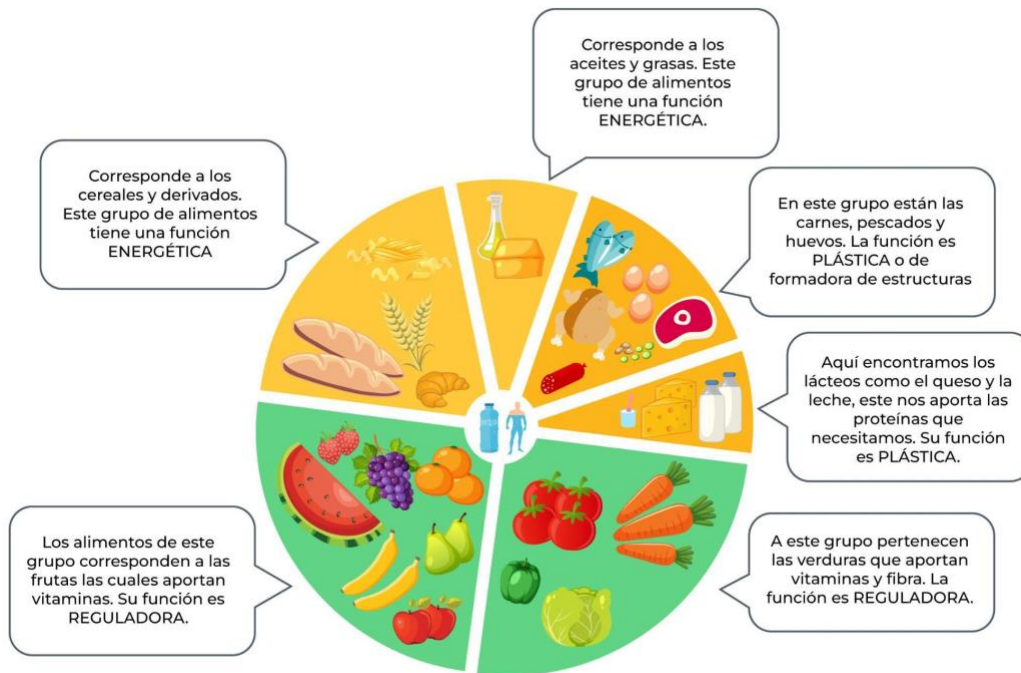 Corresponde a los
aceites y grasas. Este
grupo de alimentos
tiene una función
ENERGÉTICA.
Corresponde a los
cereales y derivados.
Este grupo de alimentos
tiene una función
ENERGÉTICA
En este grupo están las
carnes, pescados y
huevos. La función es
PLÁSTICA o de
formadora de estructuras
Aquí encontramos los
lácteos como el queso y la
leche, este nos aporta las
proteínas que
necesitamos. Su función
es PLÁSTICA.
Los alimentos de este
grupo corresponden a las
frutas las cuales aportan
vitaminas. Su función es
REGULADORA.
A este grupo pertenecen
las verduras que aportan
vitaminas y fibra. La
función es REGULADORA.